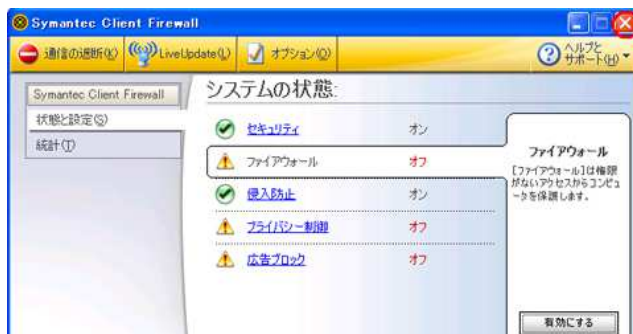 Symantec Client Firewall
通信の遮断(K) LiveUpdate(L) オプション(O) ヘルプとサポート(H)
Symantec Client Firewall
状態と設定(S)
統計(T)
システムの状態:
セキュリティ オン
ファイアウォール オフ
侵入防止 オン
プライバシー制御 オフ
広告ブロック オフ
ファイアウォール
[ファイアウォール]は権限
がないアクセスからコンピュ
ータを保護します。
有効にする